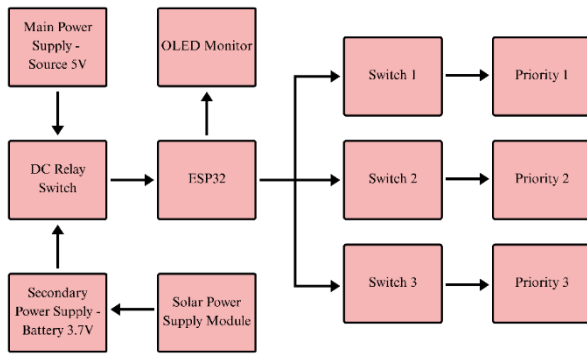 Main Power
Supply -
Source 5V
OLED Monitor
Switch 1
Priority 1
DC Relay
Switch
ESP32
Switch 2
Priority 2
Secondary
Power Supply -
Battery 3.7V
Solar Power
Supply Module
Switch 3
Priority 3